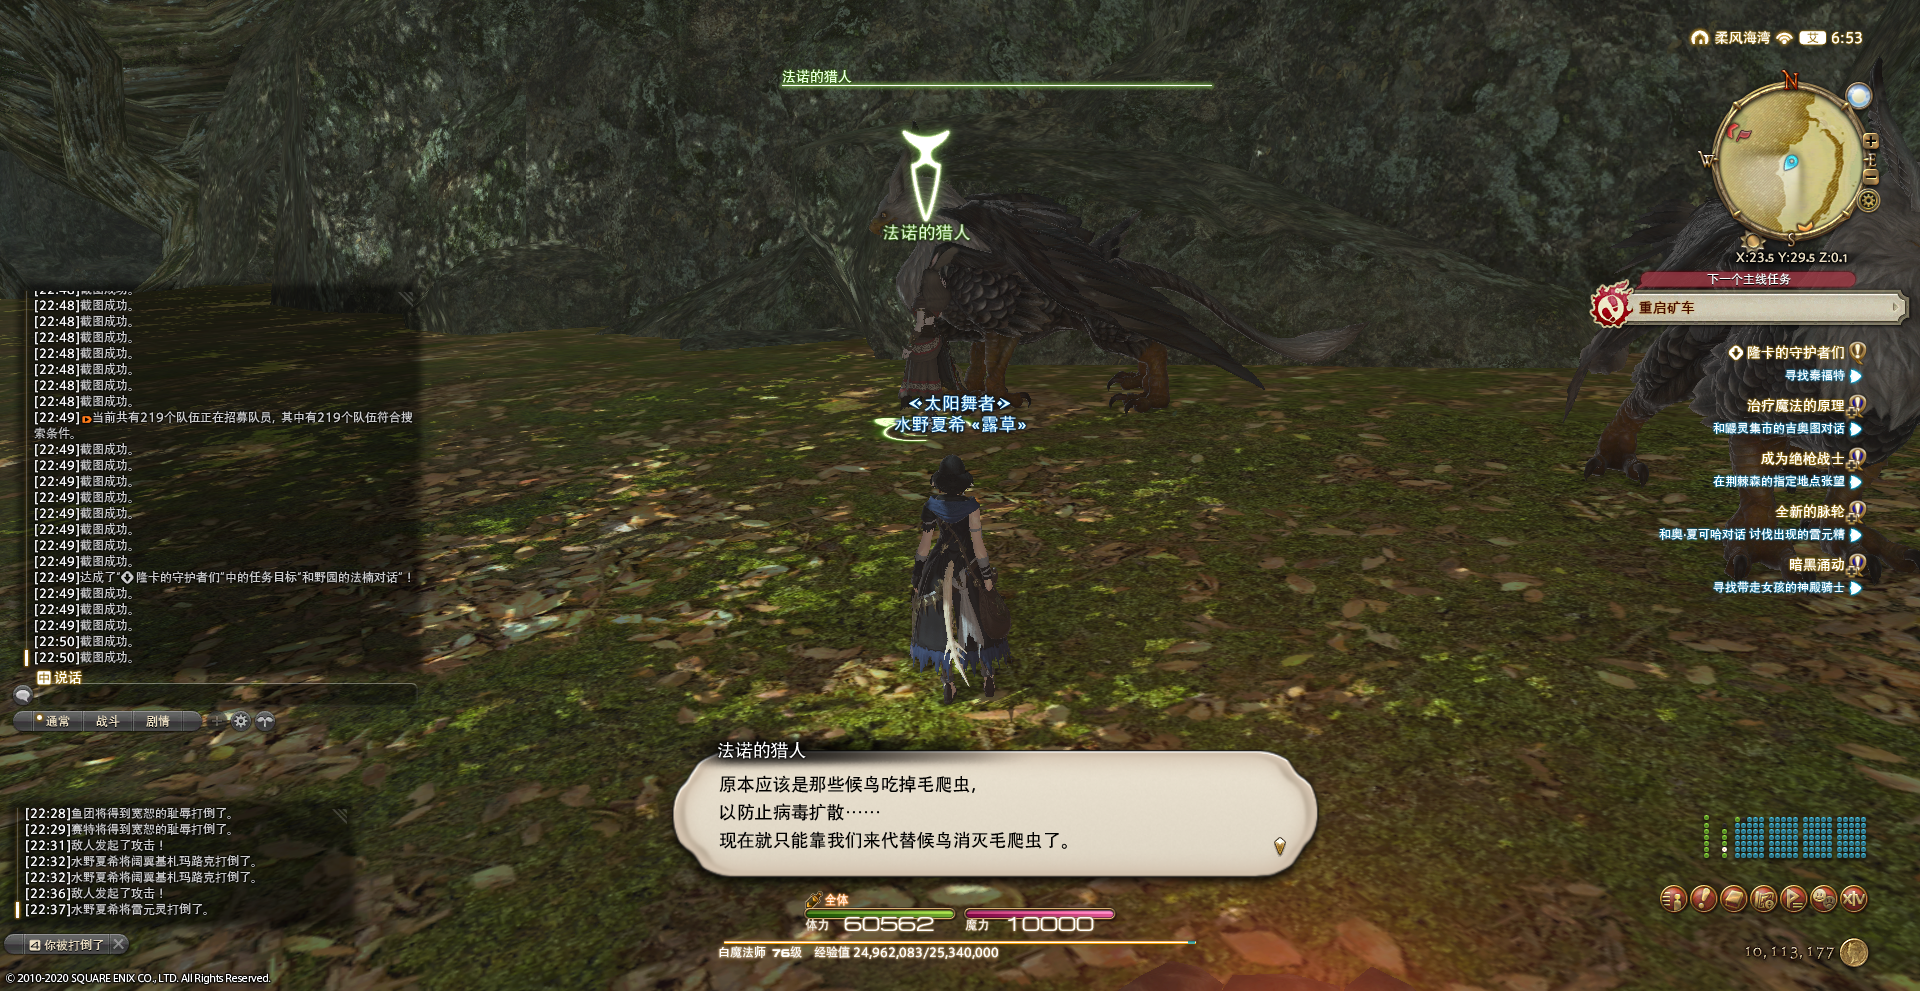 柔风海湾 艾 6:53
法诺的猎人
N
W
E
S
法诺的猎人
X:23.5 Y:29.5 Z:0.1
下一个主线任务
重启矿车
隆卡的守护者们
寻找秦福特
治疗魔法的原理
和鼹灵集市的吉奥图对话
成为绝枪战士
在荆棘森的指定地点张望
全新的脉轮
和奥·夏可哈对话 讨伐出现的雷元精
暗黑涌动
寻找带走女孩的神殿骑士
太阳舞者
水野夏希 «露草»
[22:48]截图成功。
[22:48]截图成功。
[22:48]截图成功。
[22:48]截图成功。
[22:48]截图成功。
[22:48]截图成功。
[22:48]截图成功。
[22:48]截图成功。
[22:49]当前共有219个队伍正在招募队员, 其中有219个队伍符合搜
索条件。
[22:49]截图成功。
[22:49]截图成功。
[22:49]截图成功。
[22:49]截图成功。
[22:49]截图成功。
[22:49]截图成功。
[22:49]截图成功。
[22:49]截图成功。
[22:49]达成了“隆卡的守护者们”中的任务目标“和野园的法楠对话”！
[22:49]截图成功。
[22:49]截图成功。
[22:49]截图成功。
[22:50]截图成功。
[22:50]截图成功。
说话
通常 战斗 剧情
法诺的猎人
原本应该是那些候鸟吃掉毛爬虫，
以防止病毒扩散……
现在就只能靠我们来代替候鸟消灭毛爬虫了。
[22:28]鱼团将得到宽恕的耻辱打倒了。
[22:29]赛特将得到宽恕的耻辱打倒了。
[22:31]敌人发起了攻击！
[22:32]水野夏希将阔翼基札玛路克打倒了。
[22:32]水野夏希将阔翼基札玛路克打倒了。
[22:36]敌人发起了攻击！
[22:37]水野夏希将雷元灵打倒了。
4 你被打倒了
全体
体力 60562 魔力 10000
白魔法师 76级 经验值 24,962,083/25,340,000
XIV
10,113,177
© 2010-2020 SQUARE ENIX CO., LTD. All Rights Reserved.